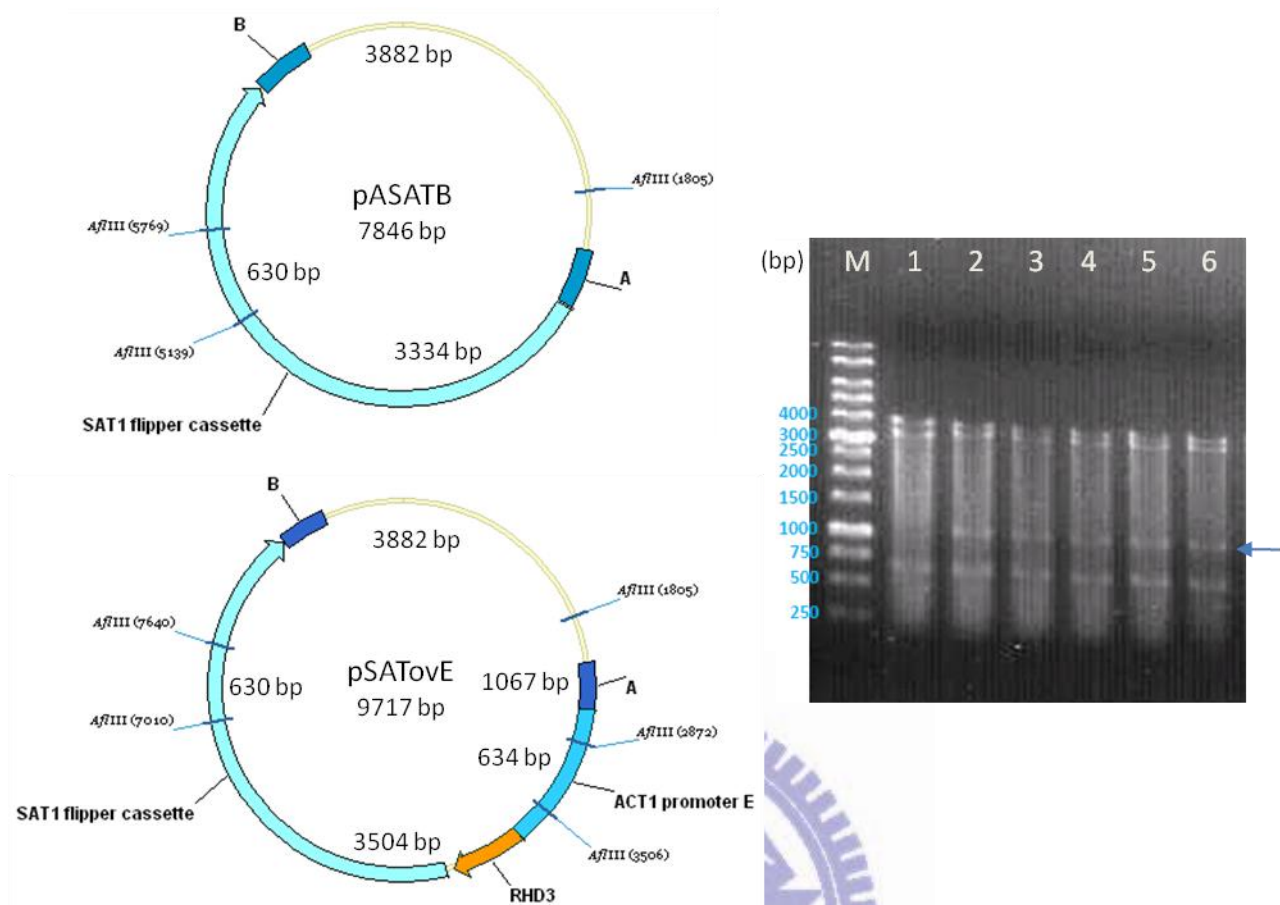 B
3882 bp
AflIII (1805)
pASATB
7846 bp
AflIII (5769)
630 bp
A
AflIII (5139)
3334 bp
SAT1 flipper cassette
(bp) M 1 2 3 4 5 6
4000
3000
2500
2000
1500
1000
750
500
250
B
3882 bp
AflIII (1805)
AflIII (7640)
pSATovE
9717 bp
1067 bp
A
630 bp
AflIII (7010)
AflIII (2872)
634 bp
ACT1 promoter E
SAT1 flipper cassette
3504 bp
AflIII (3506)
RHD3